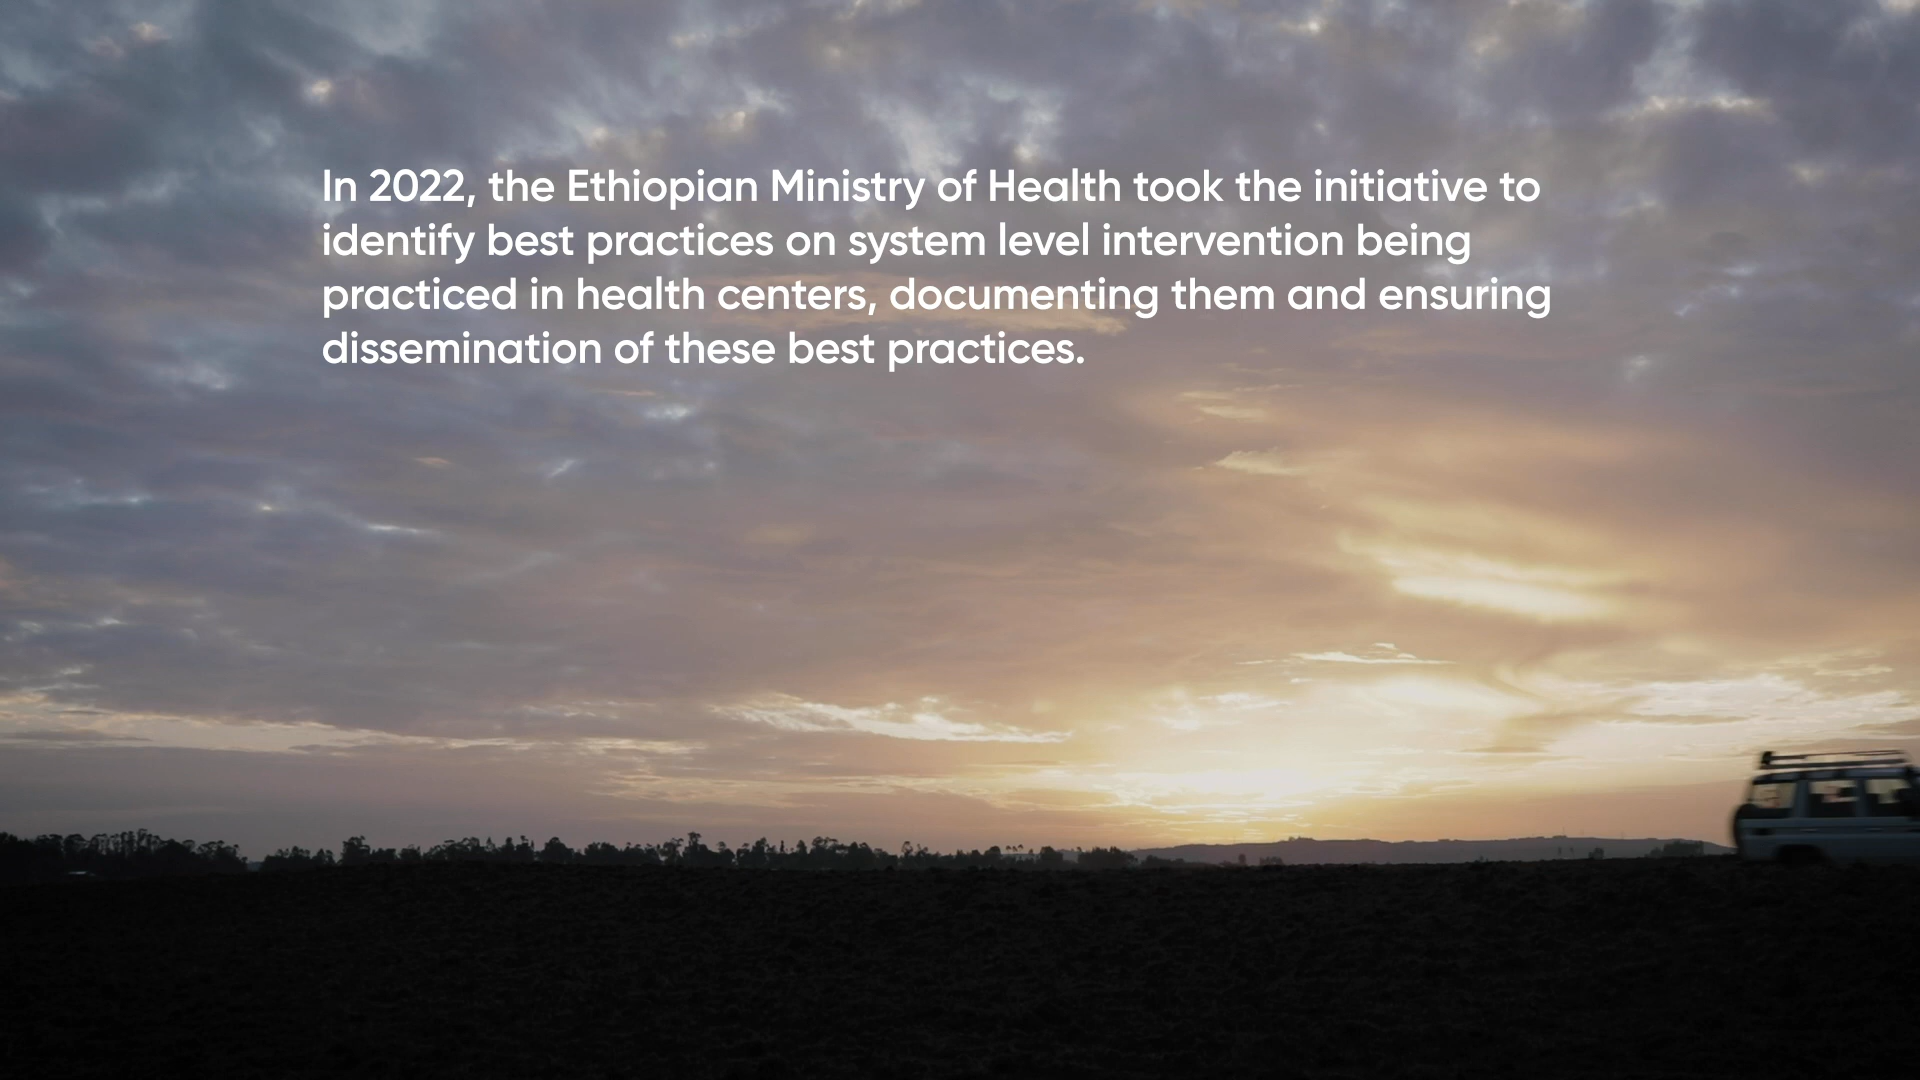 In 2022, the Ethiopian Ministry of Health took the initiative to
identify best practices on system level intervention being
practiced in health centers, documenting them and ensuring
dissemination of these best practices.